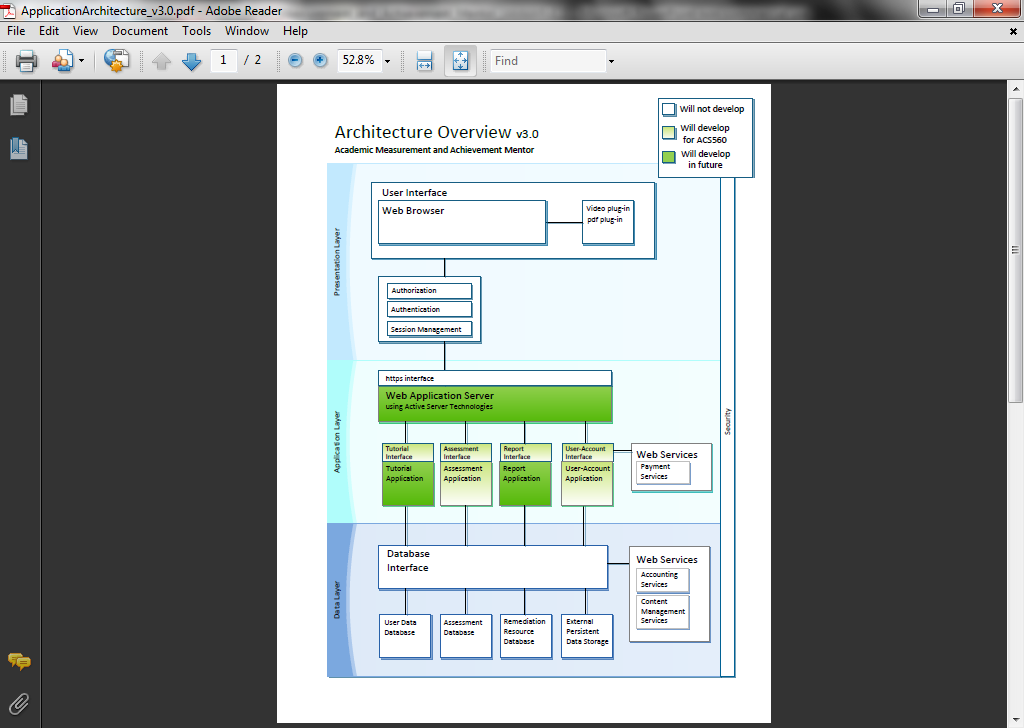 ApplicationArchitecture_v3.0.pdf - Adobe Reader
File Edit View Document Tools Window Help
1 / 2 52.8% Find
Will not develop
Will develop
for ACS560
Will develop
in future
Architecture Overview v3.0
Academic Measurement and Achievement Mentor
Presentation Layer
User Interface
Web Browser
Video plug-in
pdf plug-in
Authorization
Authentication
Session Management
Application Layer
https interface
Web Application Server
using Active Server Technologies
Tutorial
Interface
Tutorial
Application
Assessment
Interface
Assessment
Application
Report
Interface
Report
Application
User-Account
Interface
User-Account
Application
Web Services
Payment
Services
Security
Data Layer
Database
Interface
Web Services
Accounting
Services
Content
Management
Services
User Data
Database
Assessment
Database
Remediation
Resource
Database
External
Persistent
Data Storage